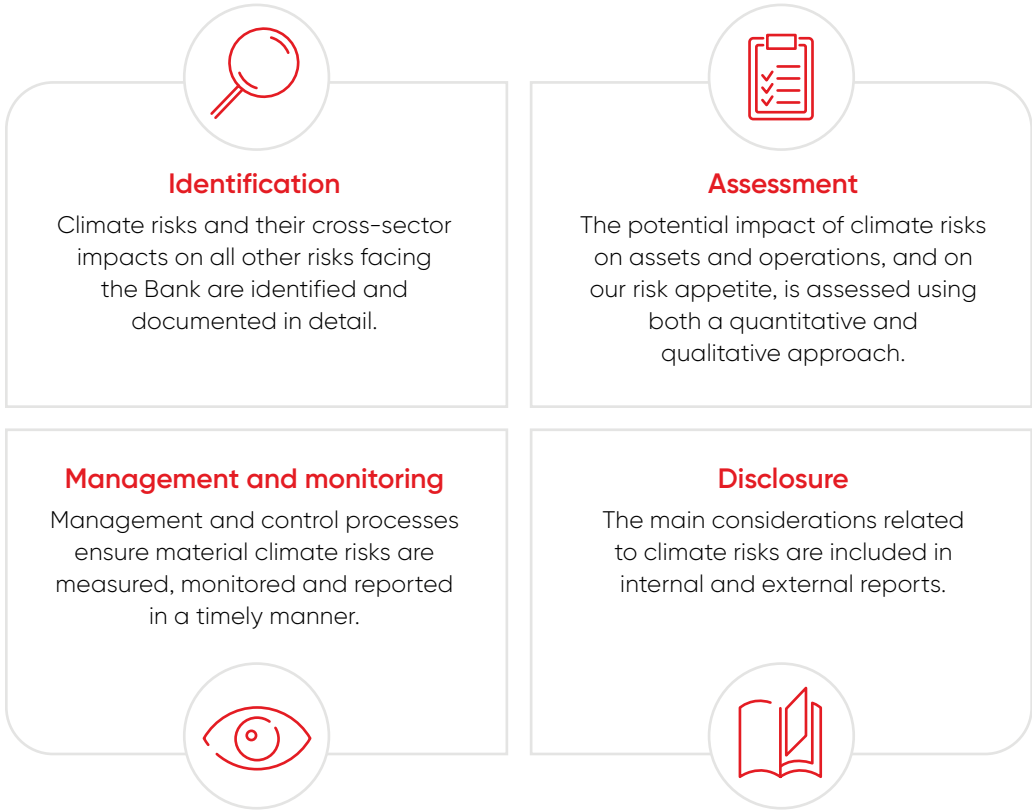 Identification
Climate risks and their cross-sector
impacts on all other risks facing
the Bank are identified and
documented in detail.
Assessment
The potential impact of climate risks
on assets and operations, and on
our risk appetite, is assessed using
both a quantitative and
qualitative approach.
Management and monitoring
Management and control processes
ensure material climate risks are
measured, monitored and reported
in a timely manner.
Disclosure
The main considerations related
to climate risks are included in
internal and external reports.